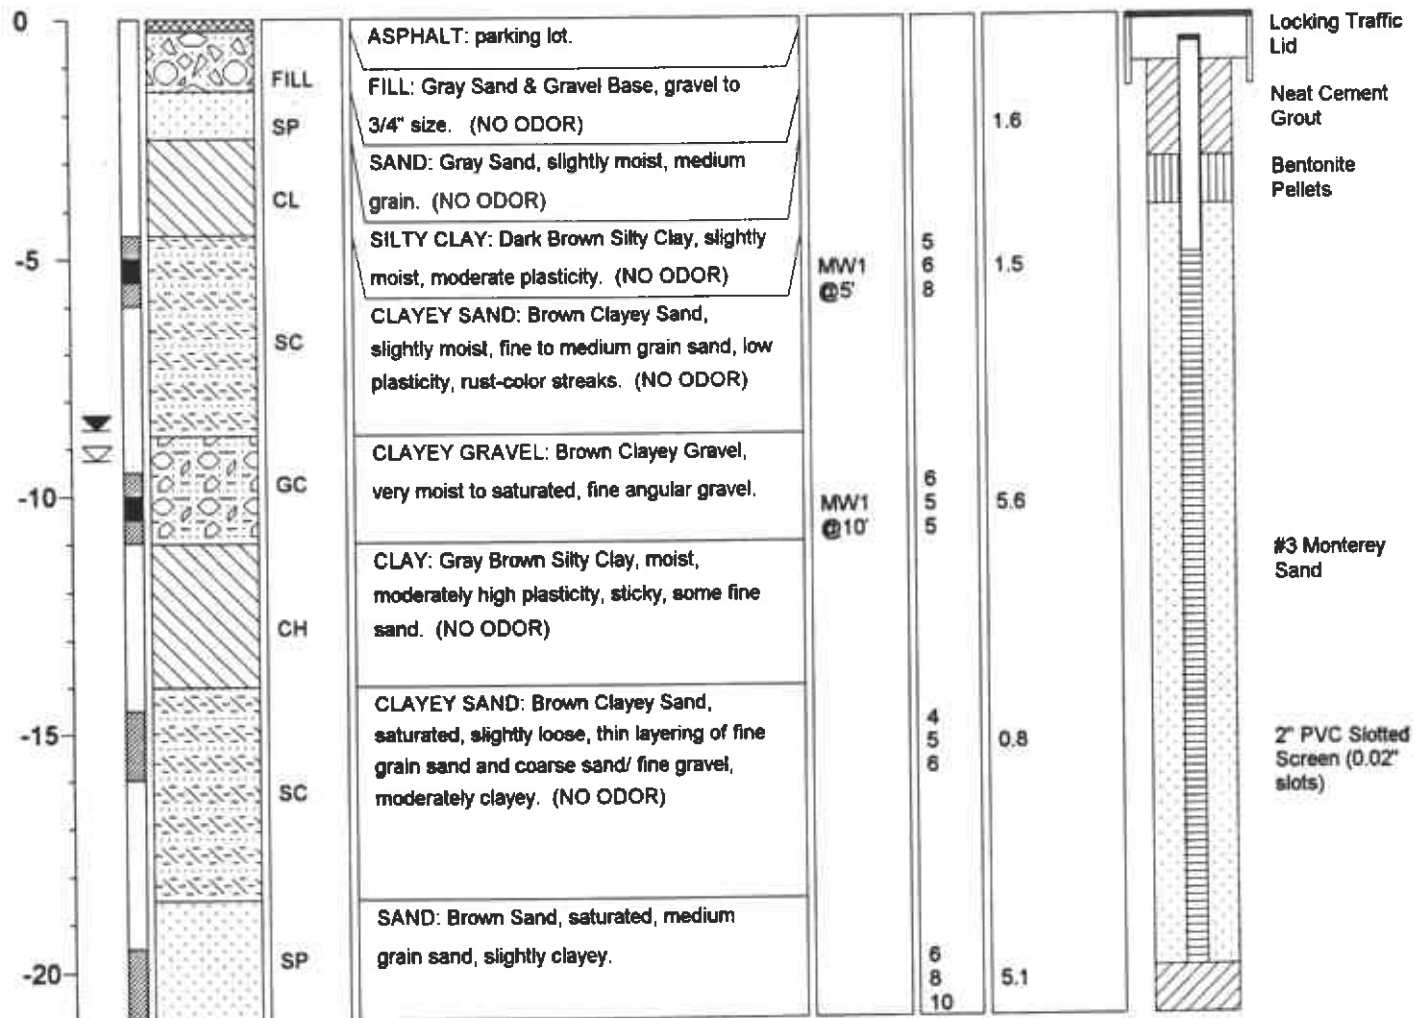 0
ASPHALT: parking lot.
Locking Traffic
Lid
FILL
FILL: Gray Sand & Gravel Base, gravel to
3/4" size. (NO ODOR)
Neat Cement
Grout
SP
1.6
SAND: Gray Sand, slightly moist, medium
grain. (NO ODOR)
Bentonite
Pellets
CL
SILTY CLAY: Dark Brown Silty Clay, slightly
moist, moderate plasticity. (NO ODOR)
-5
MW1
@5'
5
6
8
1.5
CLAYEY SAND: Brown Clayey Sand,
slightly moist, fine to medium grain sand, low
plasticity, rust-color streaks. (NO ODOR)
SC
CLAYEY GRAVEL: Brown Clayey Gravel,
very moist to saturated, fine angular gravel.
GC
-10
MW1
@10'
6
5
5
5.6
#3 Monterey
Sand
CLAY: Gray Brown Silty Clay, moist,
moderately high plasticity, sticky, some fine
sand. (NO ODOR)
CH
CLAYEY SAND: Brown Clayey Sand,
saturated, slightly loose, thin layering of fine
grain sand and coarse sand/ fine gravel,
moderately clayey. (NO ODOR)
-15
SC
4
5
6
0.8
2" PVC Slotted
Screen (0.02"
slots)
SAND: Brown Sand, saturated, medium
grain sand, slightly clayey.
SP
-20
6
8
10
5.1